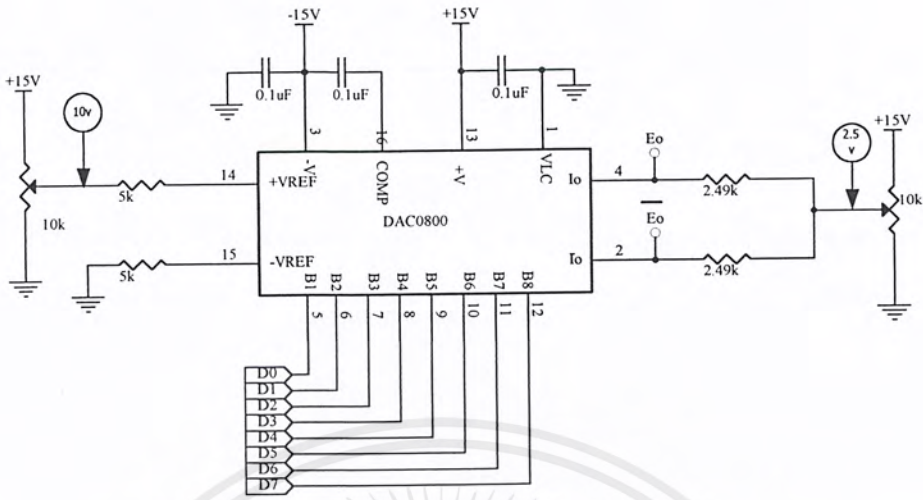 -15V
+15V
0.1uF
0.1uF
0.1uF
+15V
10v
3
16
13
1
+15V
2.5
v
-V
COMP
+V
VLC
Eo
14
+VREF
Io
4
5k
2.49k
10k
10k
DAC0800
Eo
15
-VREF
Io
2
5k
2.49k
B1
B2
B3
B4
B5
B6
B7
B8
5
6
7
8
9
10
11
12
D0
D1
D2
D3
D4
D5
D6
D7